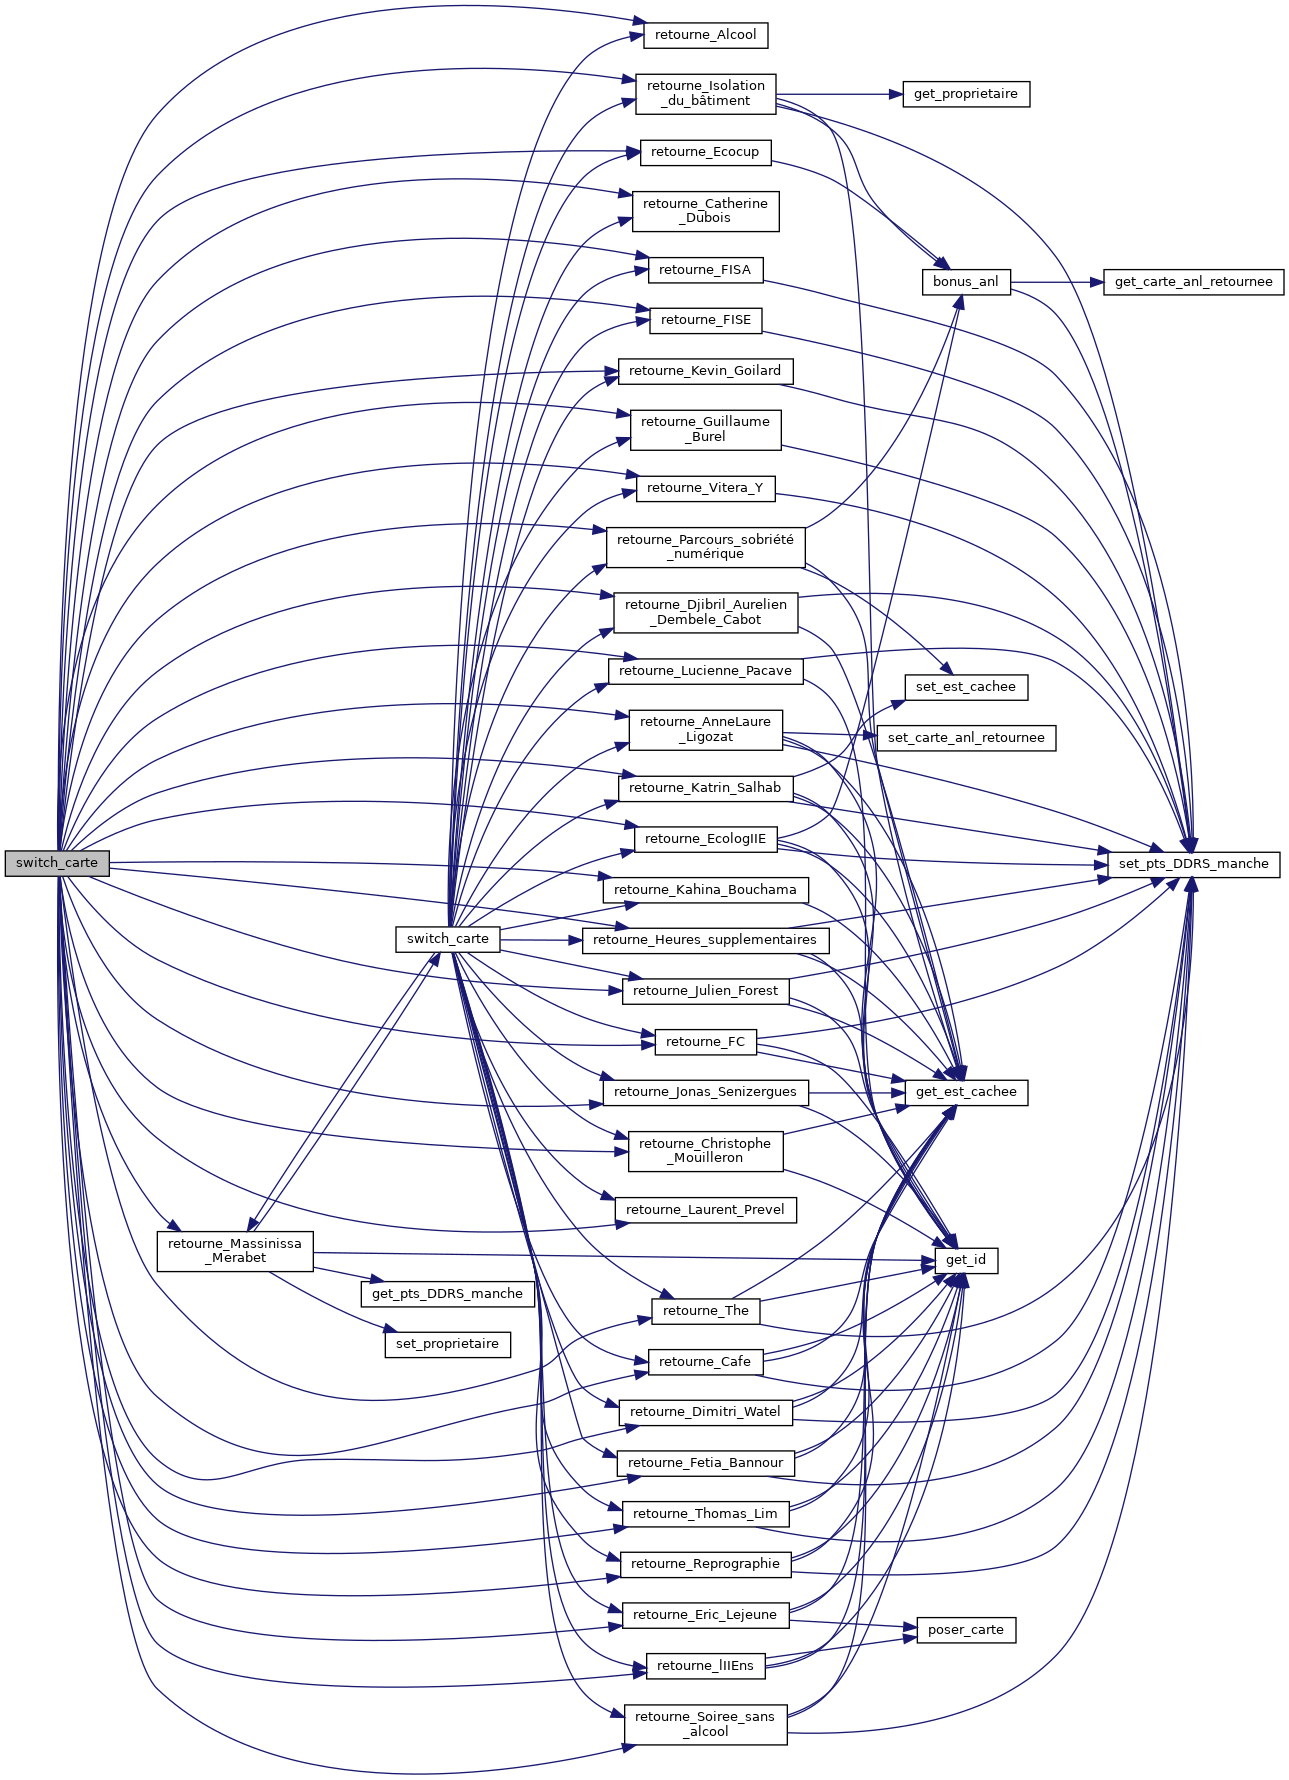 retourne_Alcool
retourne_Isolation
_du_bâtiment
get_proprietaire
retourne_Ecocup
retourne_Catherine
_Dubois
retourne_FISA
bonus_anl
get_carte_anl_retournee
retourne_FISE
retourne_Kevin_Goilard
retourne_Guillaume
_Burel
retourne_Vitera_Y
retourne_Parcours_sobriété
_numérique
retourne_Djibril_Aurelien
_Dembele_Cabot
retourne_Lucienne_Pacave
set_est_cachee
retourne_AnneLaure
_Ligozat
set_carte_anl_retournee
retourne_Katrin_Salhab
retourne_EcologIIE
switch_carte
set_pts_DDRS_manche
retourne_Kahina_Bouchama
switch_carte
retourne_Heures_supplementaires
retourne_Julien_Forest
retourne_FC
retourne_Jonas_Senizergues
get_est_cachee
retourne_Christophe
_Mouilleron
retourne_Laurent_Prevel
retourne_Massinissa
_Merabet
get_id
get_pts_DDRS_manche
retourne_The
set_proprietaire
retourne_Cafe
retourne_Dimitri_Watel
retourne_Fetia_Bannour
retourne_Thomas_Lim
retourne_Reprographie
retourne_Eric_Lejeune
poser_carte
retourne_lIIEns
retourne_Soiree_sans
_alcool